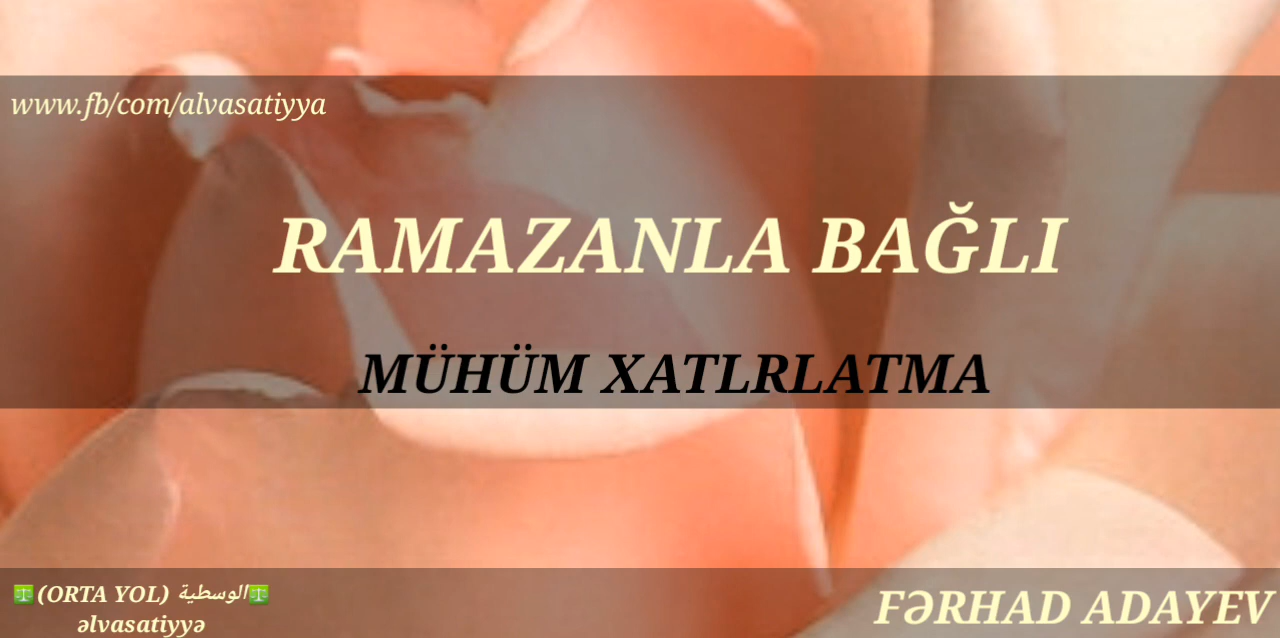 www.fb/com/alvasatiyya
RAMAZANLA BAĞLI
MÜHÜM XATLRLATMA
(ORTA YOL) الوسطية
əlvasatiyyə
FƏRHAD ADAYEV